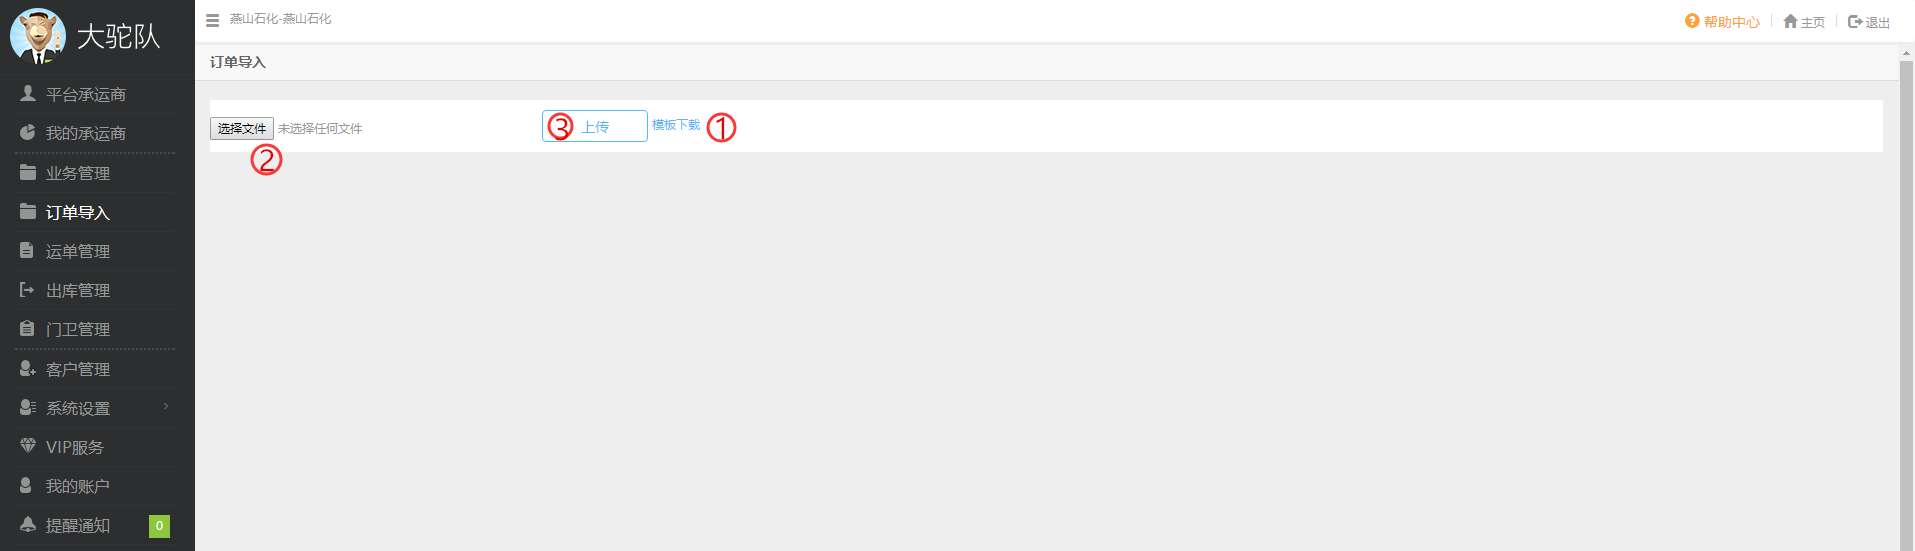 大驼队
燕山石化-燕山石化
帮助中心
主页
退出
订单导入
平台承运商
我的承运商
业务管理
订单导入
运单管理
出库管理
门卫管理
客户管理
系统设置
VIP服务
我的账户
提醒通知 0
选择文件 未选择任何文件
②
③ 上传
模板下载 ①